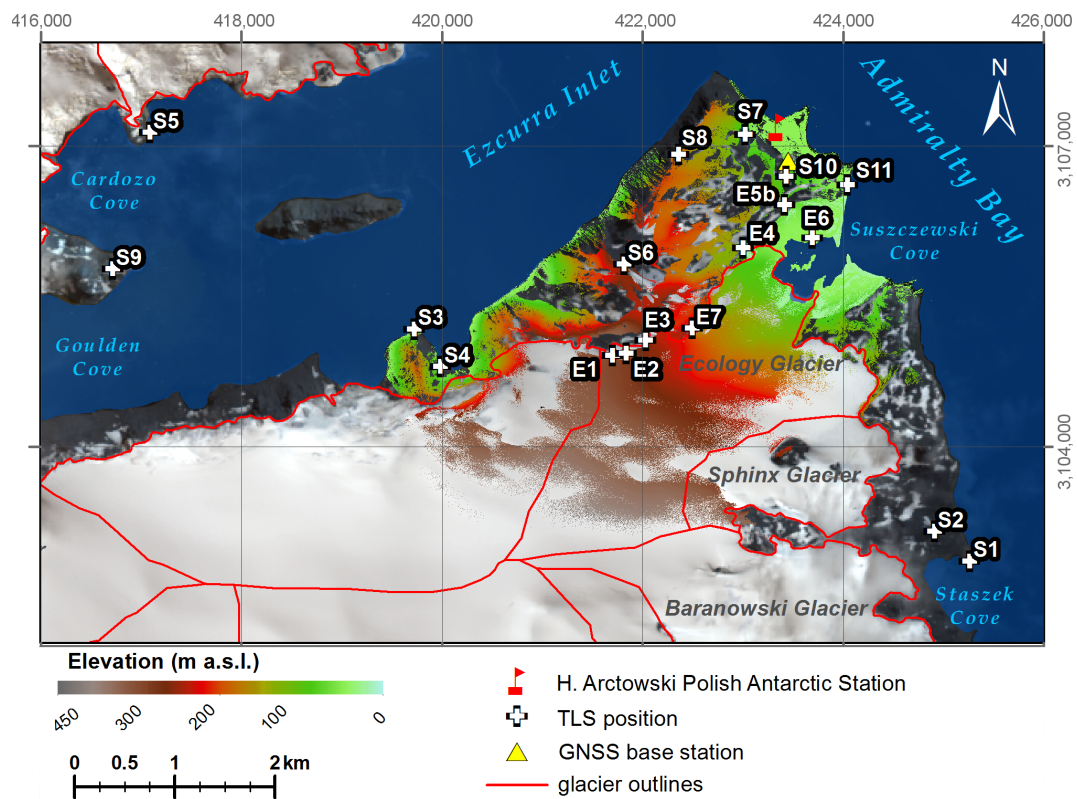 416,000
418,000
420,000
422,000
424,000
426,000
Ezcurra Inlet
Admiralty Bay
N
S5
S7
S8
3,107,000
Cardozo
Cove
S10
S11
E5b
E6
Suszczewski
Cove
S9
S6
E4
S3
E3
E7
Goulden
Cove
S4
E1
E2
Ecology Glacier
3,104,000
Sphinx Glacier
S2
S1
Baranowski Glacier
Staszek
Cove
Elevation (m a.s.l.)
450
300
200
100
0
0
0.5
1
2 km
H. Arctowski Polish Antarctic Station
TLS position
GNSS base station
glacier outlines